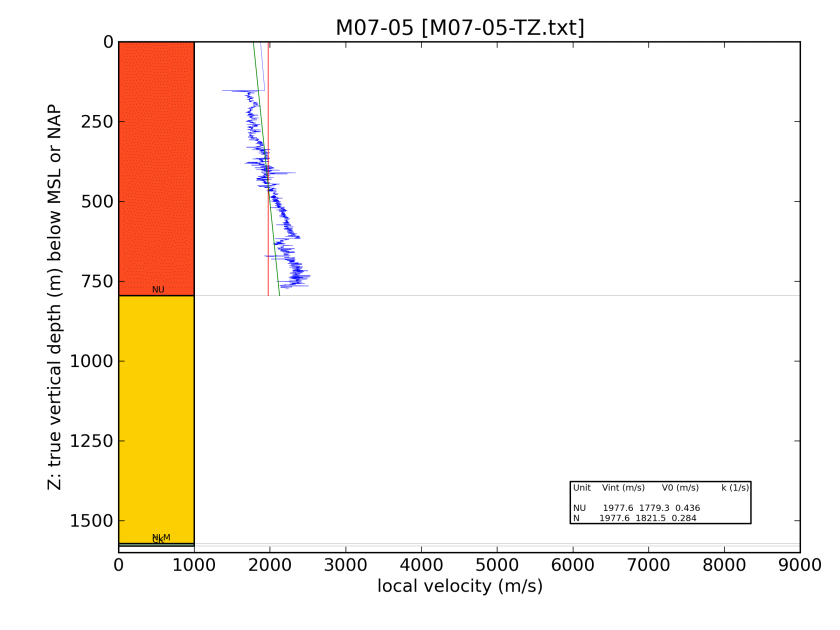 M07-05 [M07-05-TZ.txt]
0
250
500
750
1000
1250
1500
Z: true vertical depth (m) below MSL or NAP
NU
Unit Vint (m/s) V0 (m/s) k (1/s)
NU 1977.6 1779.3 0.436
N 1977.6 1821.5 0.284
0 1000 2000 3000 4000 5000 6000 7000 8000 9000
local velocity (m/s)